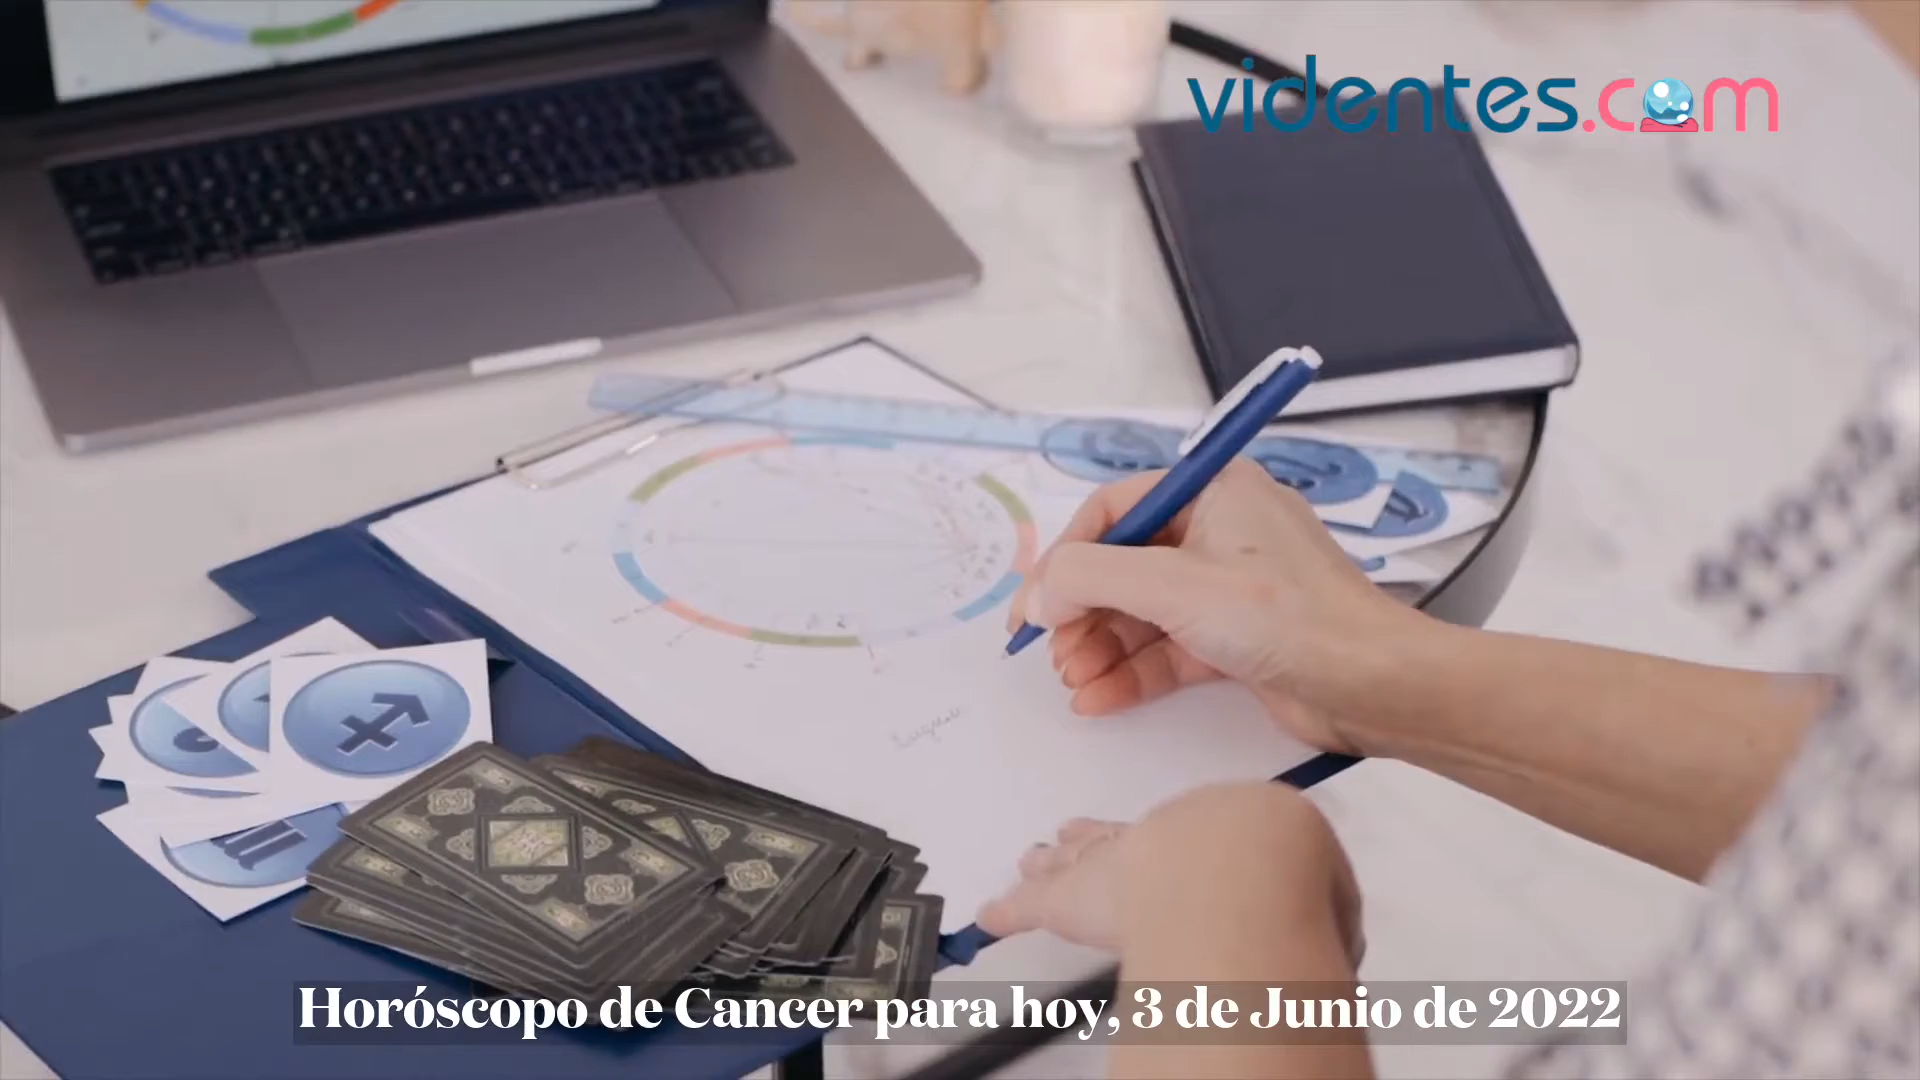 videntes.com
Horóscopo de Cancer para hoy, 3 de Junio de 2022